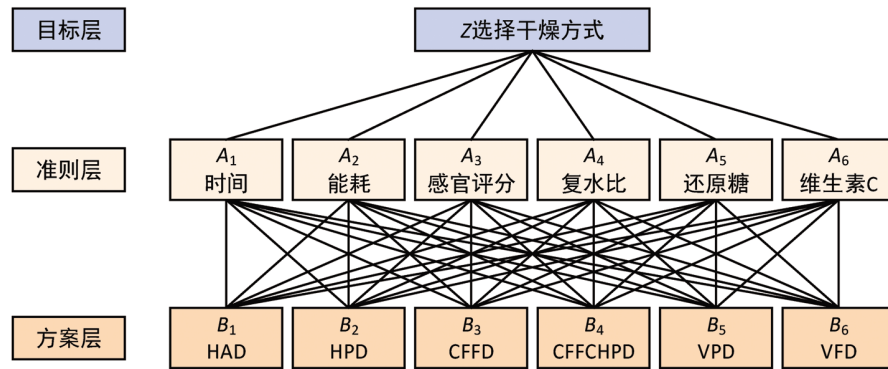 目标层
Z选择干燥方式
准则层
A₁
时间
A₂
能耗
A₃
感官评分
A₄
复水比
A₅
还原糖
A₆
维生素C
方案层
B₁
HAD
B₂
HPD
B₃
CFFD
B₄
CFFCHPD
B₅
VPD
B₆
VFD